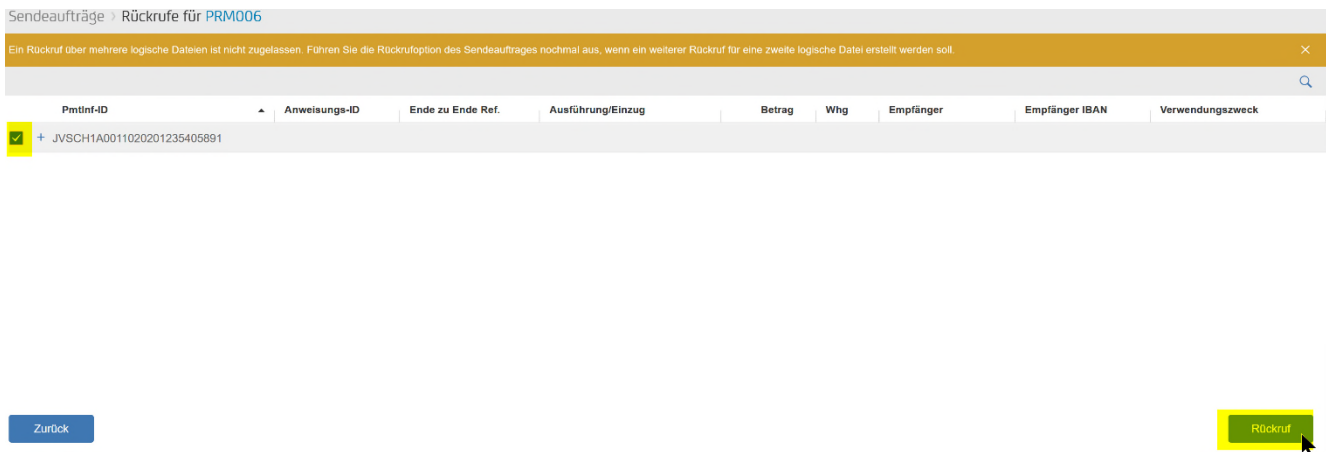 Sendeaufträge > Rückrufe für PRM006
Ein Rückruf über mehrere logische Dateien ist nicht zugelassen. Führen Sie die Rückrufoption des Sendeauftrages nochmal aus, wenn ein weiterer Rückruf für eine zweite logische Datei erstellt werden soll.
PmtInf-ID Anweisungs-ID Ende zu Ende Ref. Ausführung/Einzug Betrag Whg Empfänger Empfänger IBAN Verwendungszweck
+ JVSCH1A0011020201235405891
Zurück Rückruf